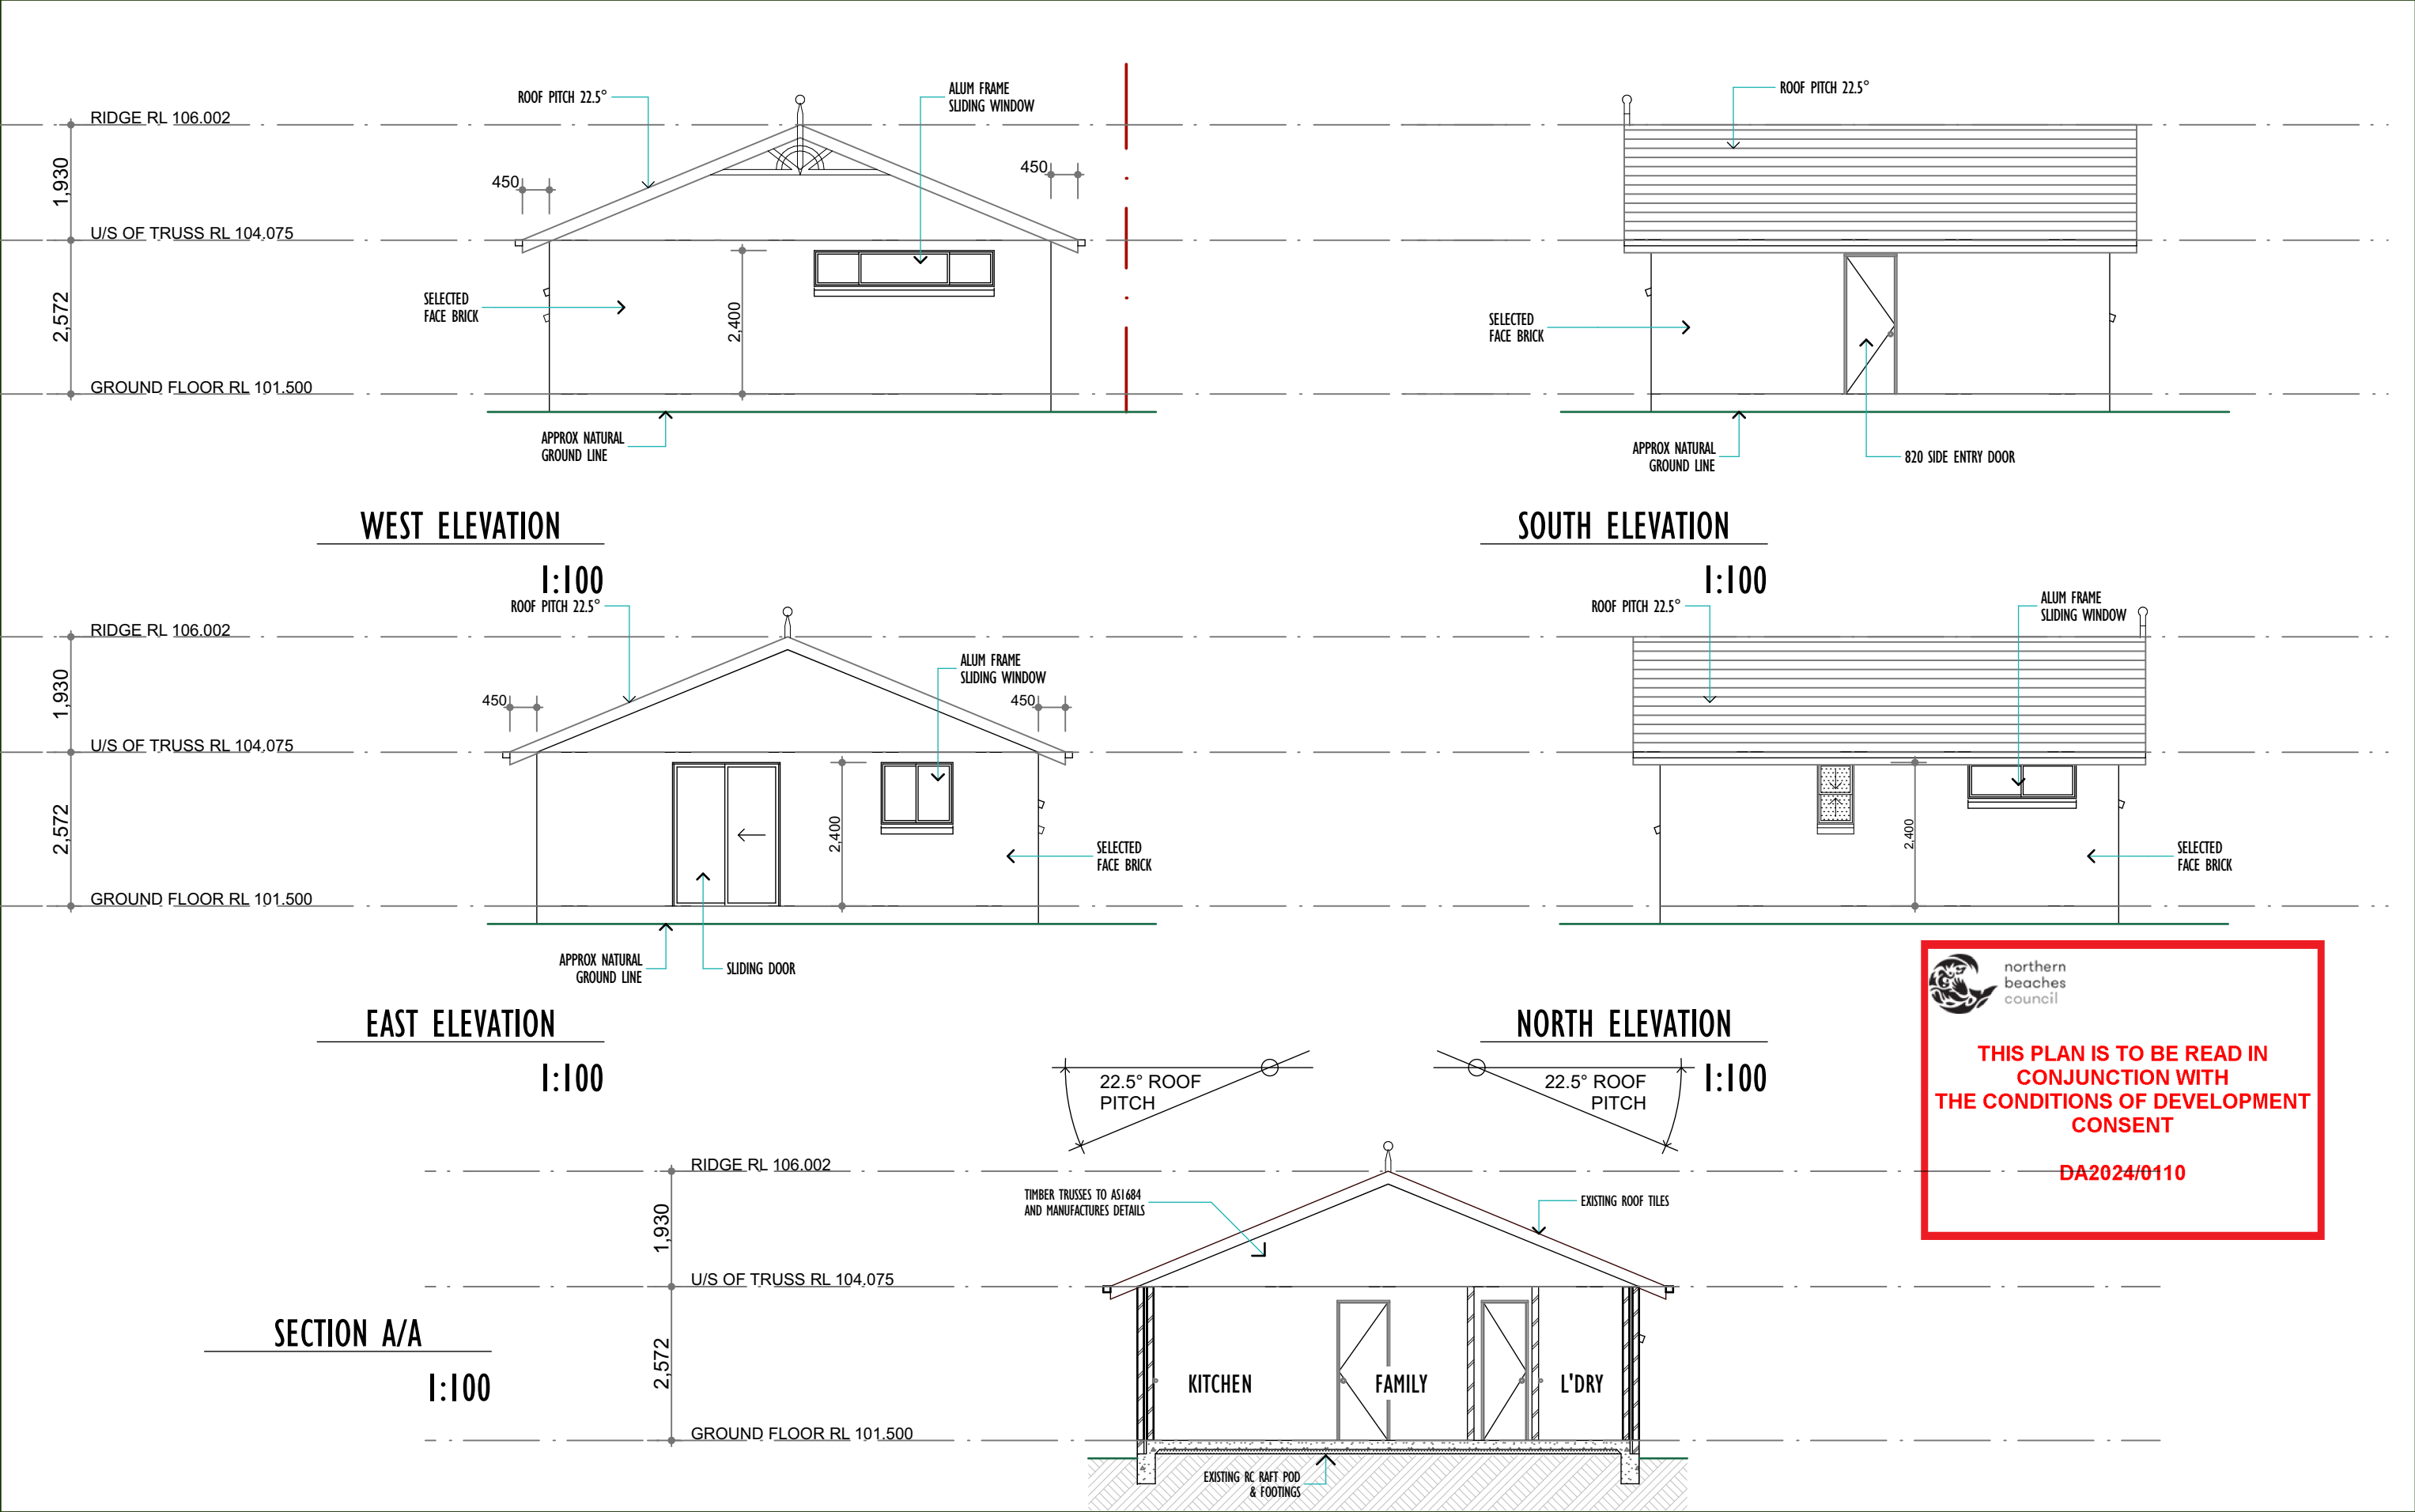 ROOF PITCH 22.5°
ALUM FRAME
SLIDING WINDOW
RIDGE RL 106.002
1,930
450
450
U/S OF TRUSS RL 104.075
SELECTED
FACE BRICK
2,572
2,400
GROUND FLOOR RL 101.500
APPROX NATURAL
GROUND LINE
WEST ELEVATION
1:100
ROOF PITCH 22.5°
SELECTED
FACE BRICK
APPROX NATURAL
GROUND LINE
820 SIDE ENTRY DOOR
SOUTH ELEVATION
1:100
ROOF PITCH 22.5°
RIDGE RL 106.002
ALUM FRAME
SLIDING WINDOW
1,930
450
450
U/S OF TRUSS RL 104.075
2,572
2,400
SELECTED
FACE BRICK
GROUND FLOOR RL 101.500
APPROX NATURAL
GROUND LINE
SLIDING DOOR
EAST ELEVATION
1:100
ROOF PITCH 22.5°
ALUM FRAME
SLIDING WINDOW
2,400
SELECTED
FACE BRICK
NORTH ELEVATION
1:100
northern
beaches
council
THIS PLAN IS TO BE READ IN
CONJUNCTION WITH
THE CONDITIONS OF DEVELOPMENT
CONSENT
DA2024/0110
22.5° ROOF
PITCH
22.5° ROOF
PITCH
RIDGE RL 106.002
TIMBER TRUSSES TO AS1684
AND MANUFACTURES DETAILS
EXISTING ROOF TILES
1,930
U/S OF TRUSS RL 104.075
SECTION A/A
1:100
2,572
KITCHEN
FAMILY
L'DRY
GROUND FLOOR RL 101.500
EXISTING RC RAFT POD
& FOOTINGS